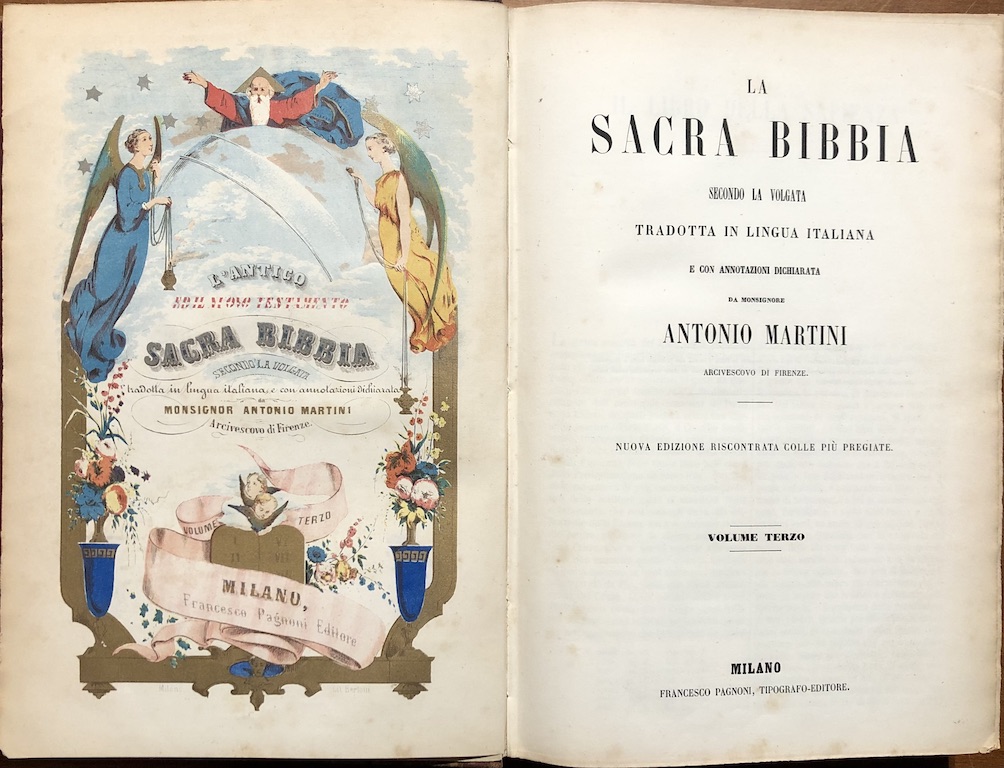 L'ANTICO
ED IL NUOVO TESTAMENTO
SACRA BIBBIA
SECONDO LA VOLGATA
tradotta in lingua italiana e con annotazioni dichiarata
da
MONSIGNOR ANTONIO MARTINI
Arcivescovo di Firenze.
VOLUME TERZO
I VI
II VII
MILANO,
Francesco Pagnoni Editore
LA
SACRA BIBBIA
SECONDO LA VOLGATA
TRADOTTA IN LINGUA ITALIANA
E CON ANNOTAZIONI DICHIARATA
DA MONSIGNORE
ANTONIO MARTINI
ARCIVESCOVO DI FIRENZE.
NUOVA EDIZIONE RISCONTRATA COLLE PIÙ PREGIATE.
VOLUME TERZO
MILANO
FRANCESCO PAGNONI, TIPOGRAFO-EDITORE.